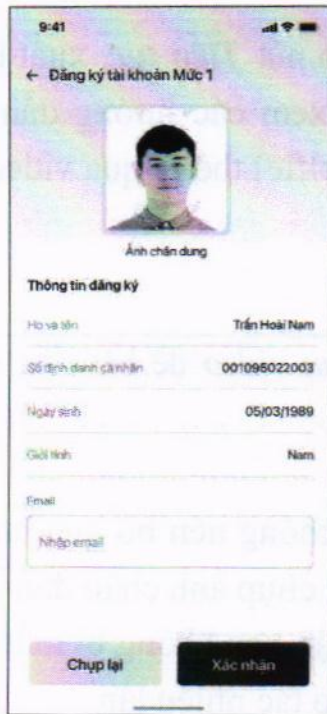 9:41
← Đăng ký tài khoản Mức 1
Ảnh chân dung
Thông tin đăng ký
Họ và tên Trần Hoài Nam
Số định danh cá nhân 001095022003
Ngày sinh 05/03/1989
Giới tính Nam
Email
Nhập email
Chụp lại Xác nhận